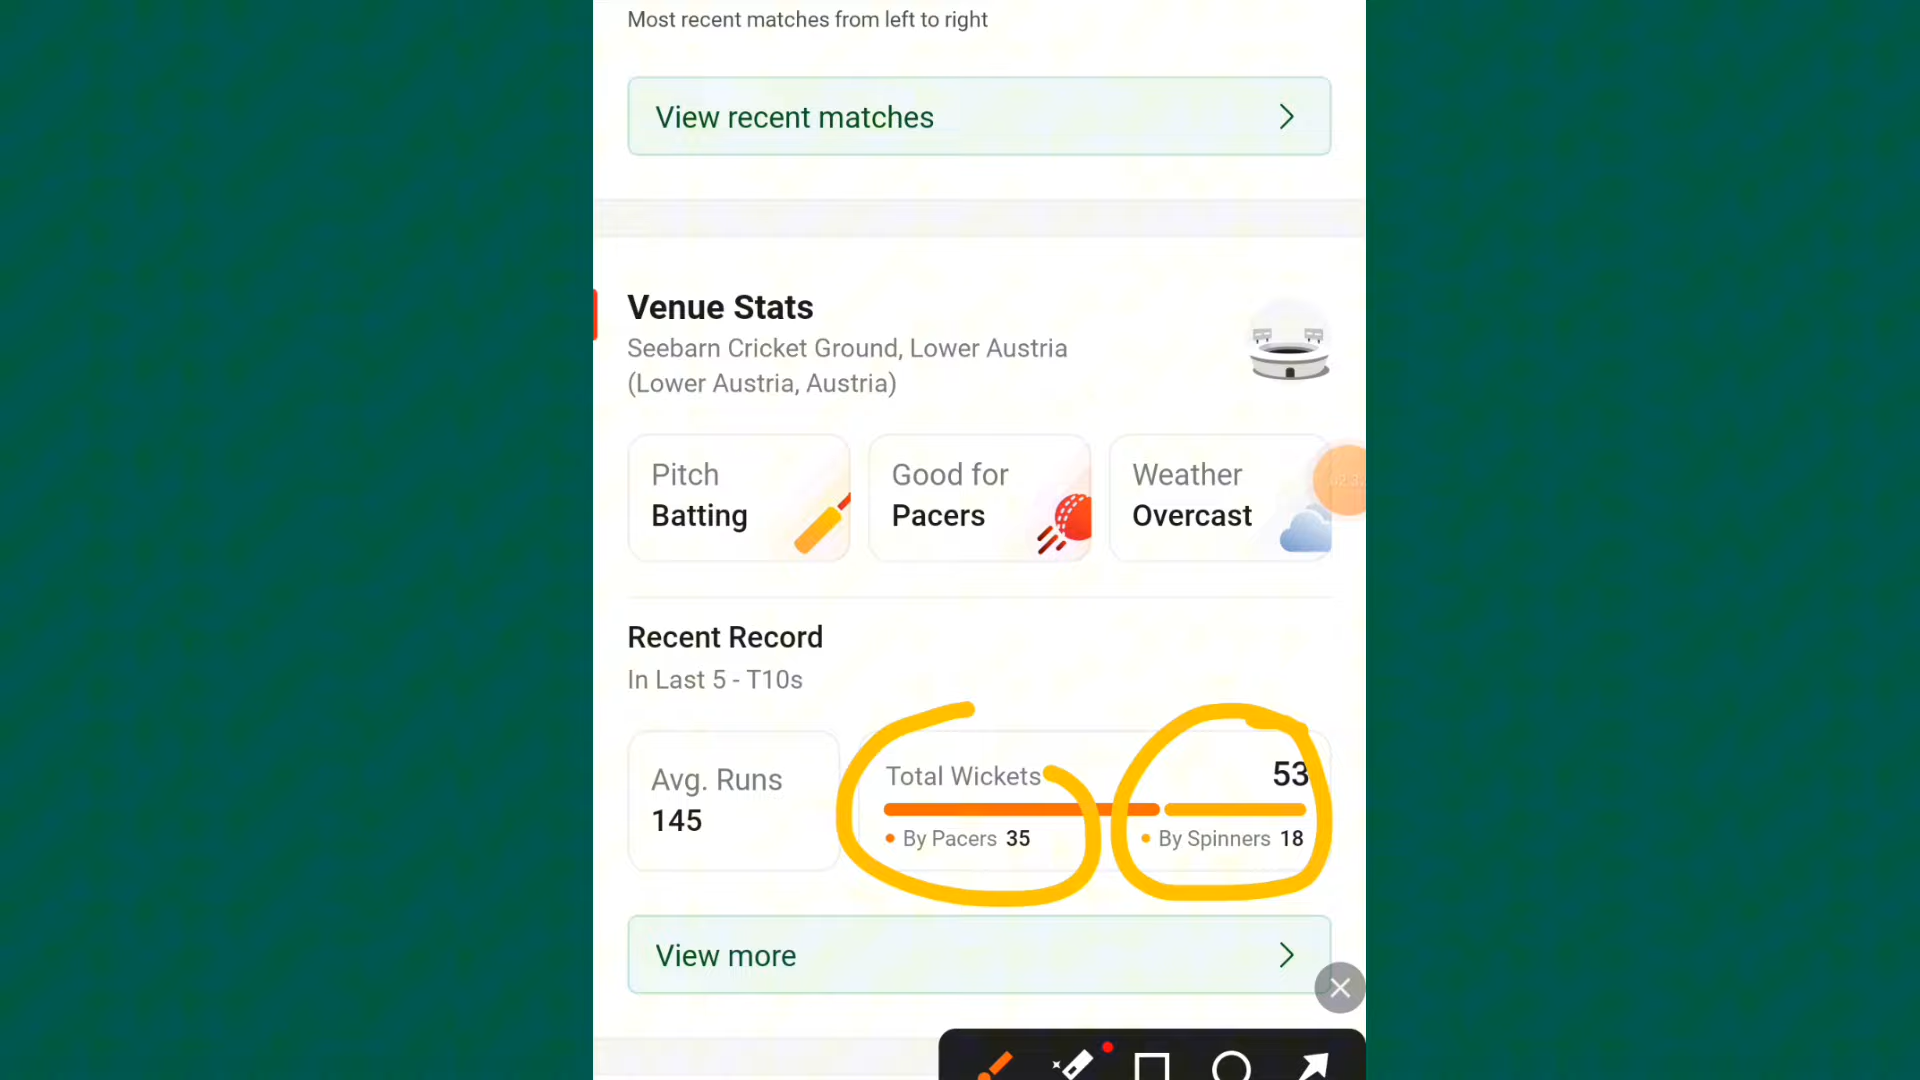 Most recent matches from left to right
View recent matches
Venue Stats
Seebarn Cricket Ground, Lower Austria
(Lower Austria, Austria)
Pitch
Batting
Good for
Pacers
Weather
Overcast
Recent Record
In Last 5 - T10s
Avg. Runs
145
Total Wickets
53
By Pacers 35
By Spinners 18
View more